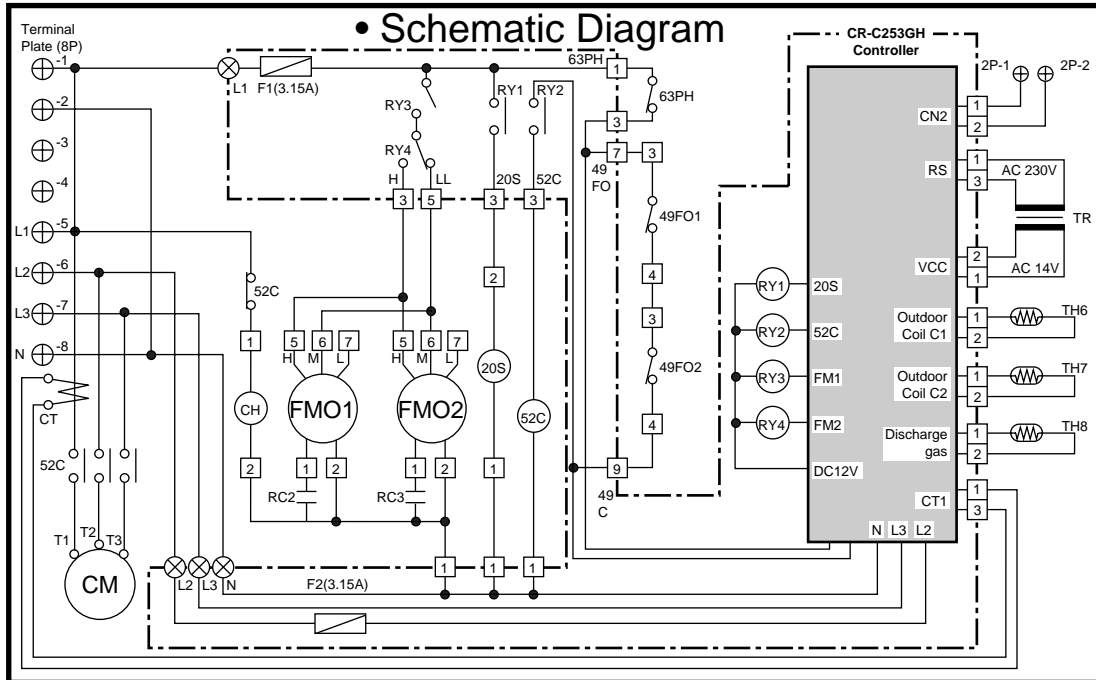 • Schematic Diagram
Terminal
Plate (8P)
-1
-2
-3
-4
L1
-5
L2
-6
L3
-7
N
-8
CT
52C
T1
T2
T3
CM
L1
F1(3.15A)
RY3
RY4
H
LL
3
5
RY1
20S
3
RY2
52C
3
63PH
1
63PH
3
7
49
FO
3
49FO1
4
3
49FO2
4
9
49
C
52C
1
CH
2
5
6
7
H
M
L
FMO1
1
2
RC2
5
6
7
H
M
L
FMO2
1
2
RC3
2
20S
1
52C
L2
L3
N
F2(3.15A)
1
1
1
CR-C253GH
Controller
2P-1
2P-2
CN2
1
2
RS
1
3
AC 230V
TR
VCC
2
1
AC 14V
RY1
20S
RY2
52C
RY3
FM1
RY4
FM2
DC12V
Outdoor
Coil C1
1
2
TH6
Outdoor
Coil C2
1
2
TH7
Discharge
gas
1
2
TH8
CT1
1
3
N
L3
L2